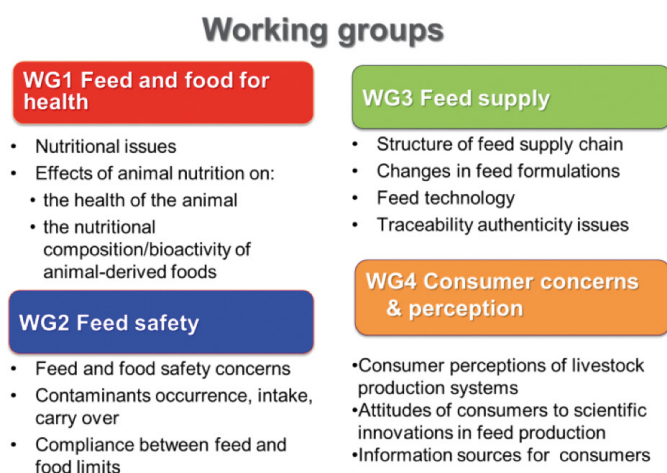 Working groups
WG1 Feed and food for
health
• Nutritional issues
• Effects of animal nutrition on:
• the health of the animal
• the nutritional
composition/bioactivity of
animal-derived foods
WG2 Feed safety
• Feed and food safety concerns
• Contaminants occurrence, intake,
carry over
• Compliance between feed and
food limits
WG3 Feed supply
• Structure of feed supply chain
• Changes in feed formulations
• Feed technology
• Traceability authenticity issues
WG4 Consumer concerns
& perception
•Consumer perceptions of livestock
production systems
•Attitudes of consumers to scientific
innovations in feed production
•Information sources for consumers